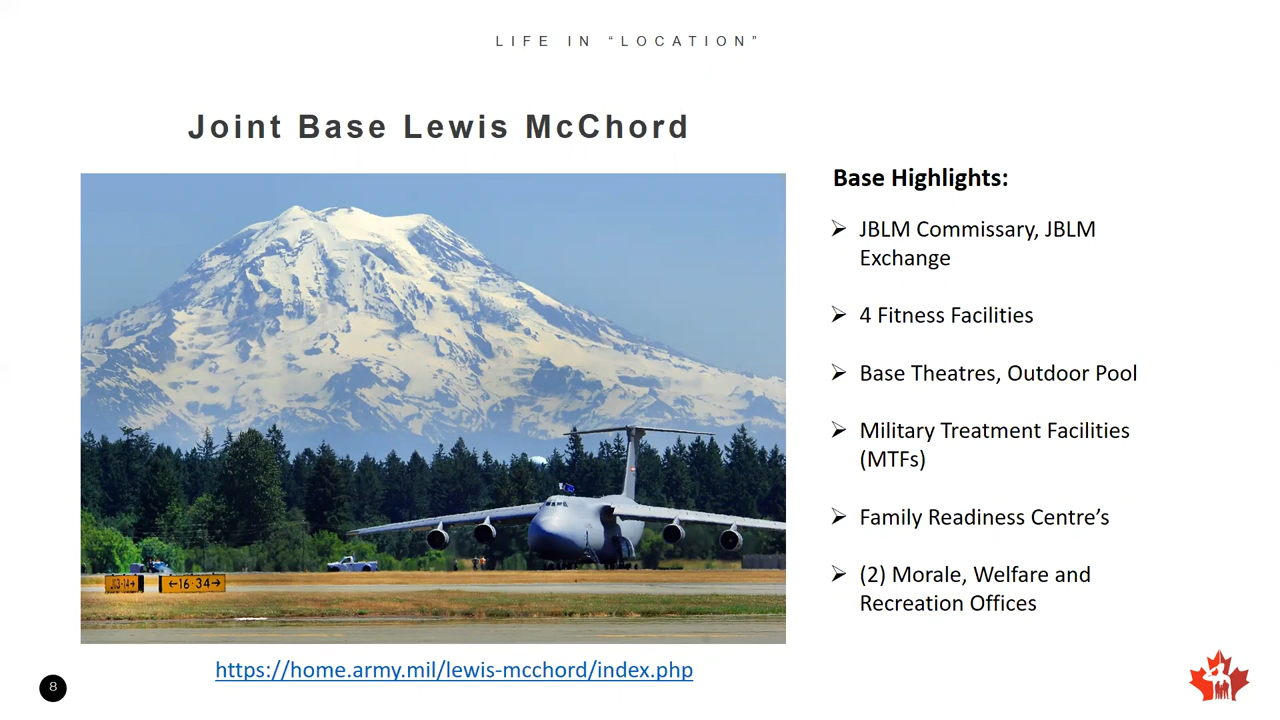 LIFE IN “LOCATION”
Joint Base Lewis McChord
Base Highlights:
JBLM Commissary, JBLM
Exchange
4 Fitness Facilities
Base Theatres, Outdoor Pool
Military Treatment Facilities
(MTFs)
Family Readiness Centre’s
(2) Morale, Welfare and
Recreation Offices
←16·34→
https://home.army.mil/lewis-mcchord/index.php
8